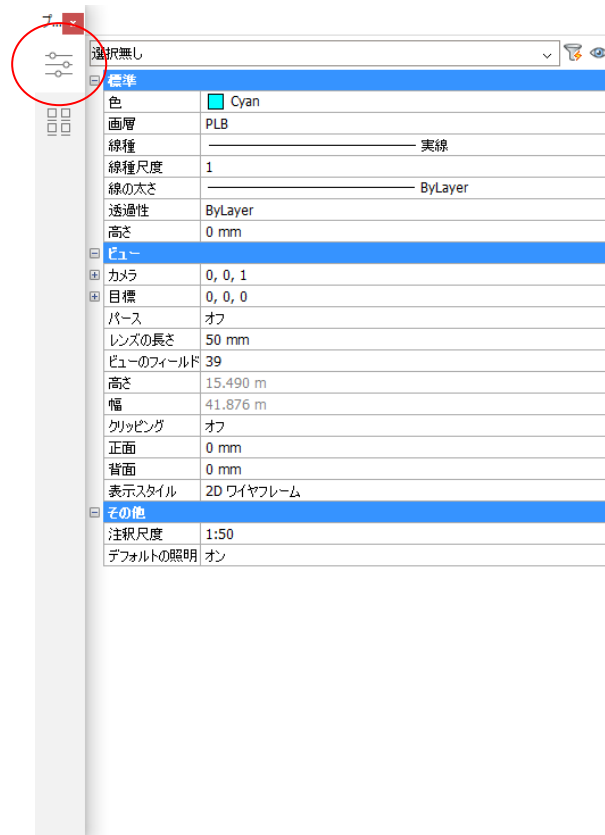 プ...
選択無し
標準
色 Cyan
画層 PLB
線種 実線
線種尺度 1
線の太さ ByLayer
透過性 ByLayer
高さ 0 mm
ビュー
カメラ 0, 0, 1
目標 0, 0, 0
パース オフ
レンズの長さ 50 mm
ビューのフィールド 39
高さ 15.490 m
幅 41.876 m
クリッピング オフ
正面 0 mm
背面 0 mm
表示スタイル 2D ワイヤフレーム
その他
注釈尺度 1:50
デフォルトの照明 オン